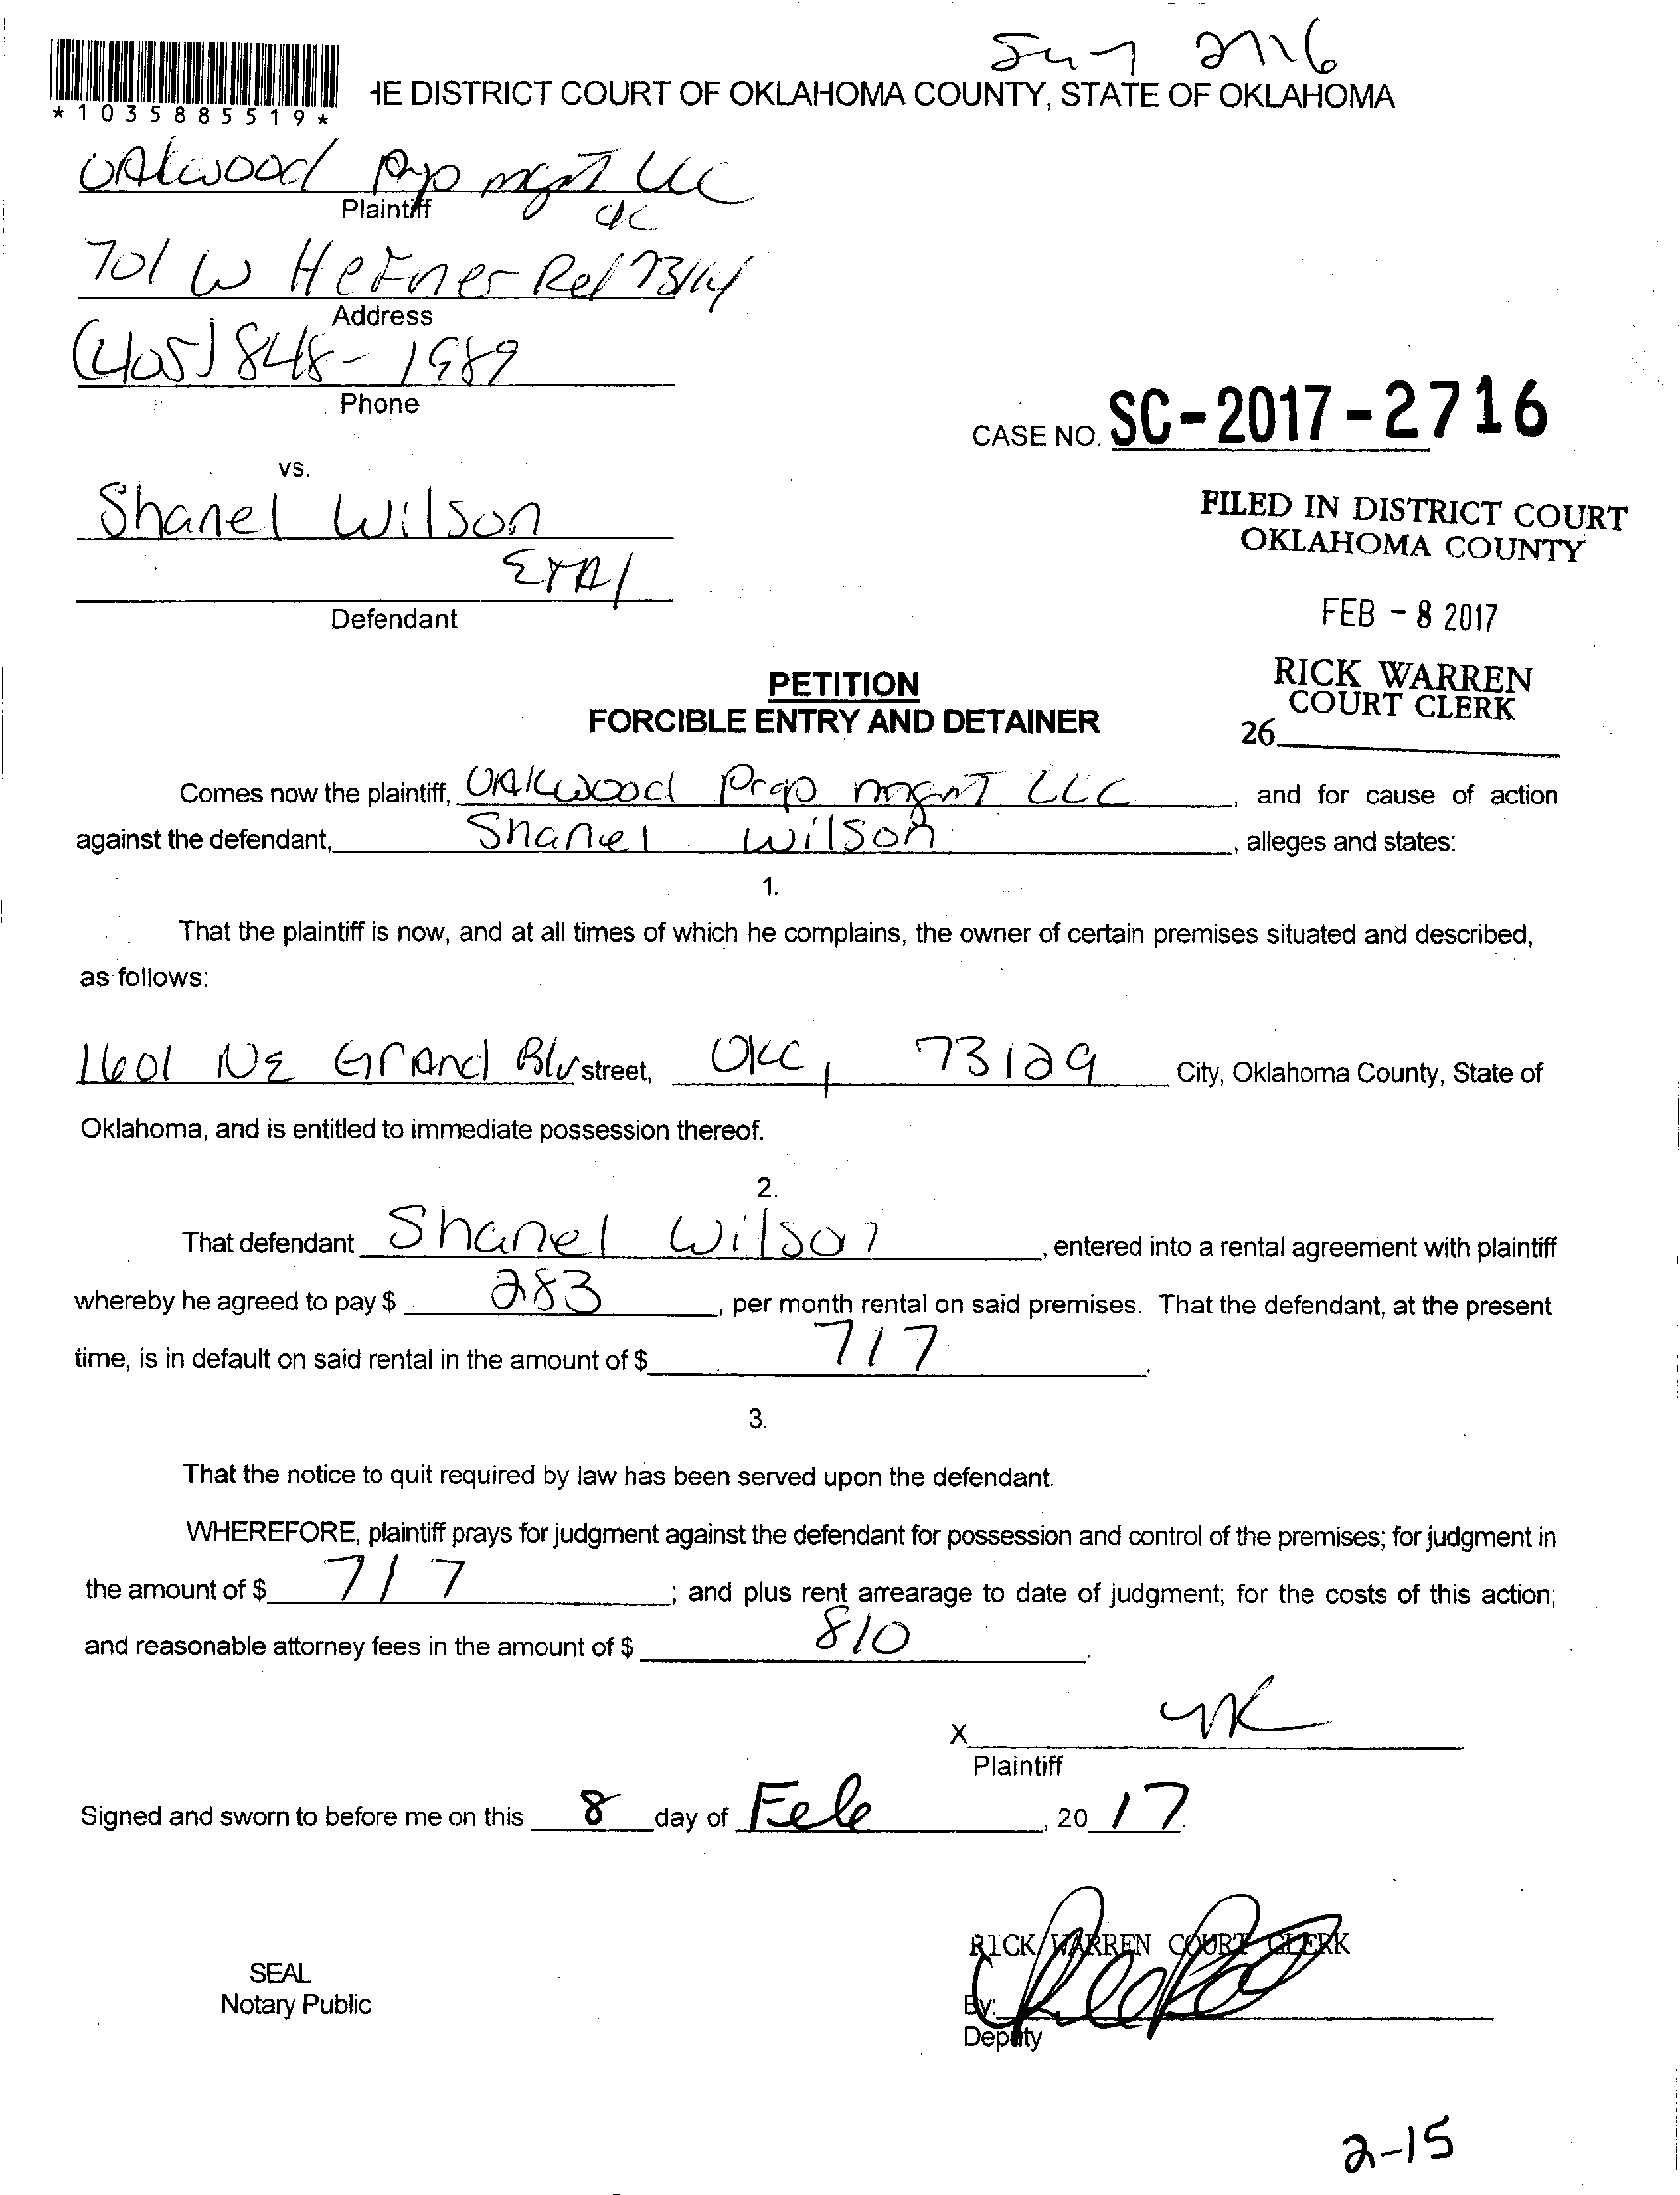 *1035885519*
HE DISTRICT COURT OF OKLAHOMA COUNTY, STATE OF OKLAHOMA
OAkwood Prop mgnT LLC
Plaintiff
701 W HeFner Rd 73114
Address
(405) 848-1989
Phone
CASE NO. SC-2017-2716
vs.
Shanel Wilson
FILED IN DISTRICT COURT
OKLAHOMA COUNTY
ETAl
Defendant
FEB - 8 2017
RICK WARREN
COURT CLERK
26
PETITION
FORCIBLE ENTRY AND DETAINER
Comes now the plaintiff, OAkwood Prop mgmT LLC, and for cause of action
against the defendant, Shanel Wilson, alleges and states:
1.
That the plaintiff is now, and at all times of which he complains, the owner of certain premises situated and described,
as follows:
1601 NE GrAnd Blv street, OKC, 73129 City, Oklahoma County, State of
Oklahoma, and is entitled to immediate possession thereof.
2.
That defendant Shanel Wilson, entered into a rental agreement with plaintiff
whereby he agreed to pay $ 283, per month rental on said premises. That the defendant, at the present
time, is in default on said rental in the amount of $ 717.
3.
That the notice to quit required by law has been served upon the defendant.
WHEREFORE, plaintiff prays for judgment against the defendant for possession and control of the premises; for judgment in
the amount of $ 717; and plus rent arrearage to date of judgment; for the costs of this action;
and reasonable attorney fees in the amount of $ 810.
X
Plaintiff
Signed and sworn to before me on this 8 day of Feb, 2017.
RICK WARREN COURT CLERK
SEAL
Notary Public
By:
Deputy
2-15